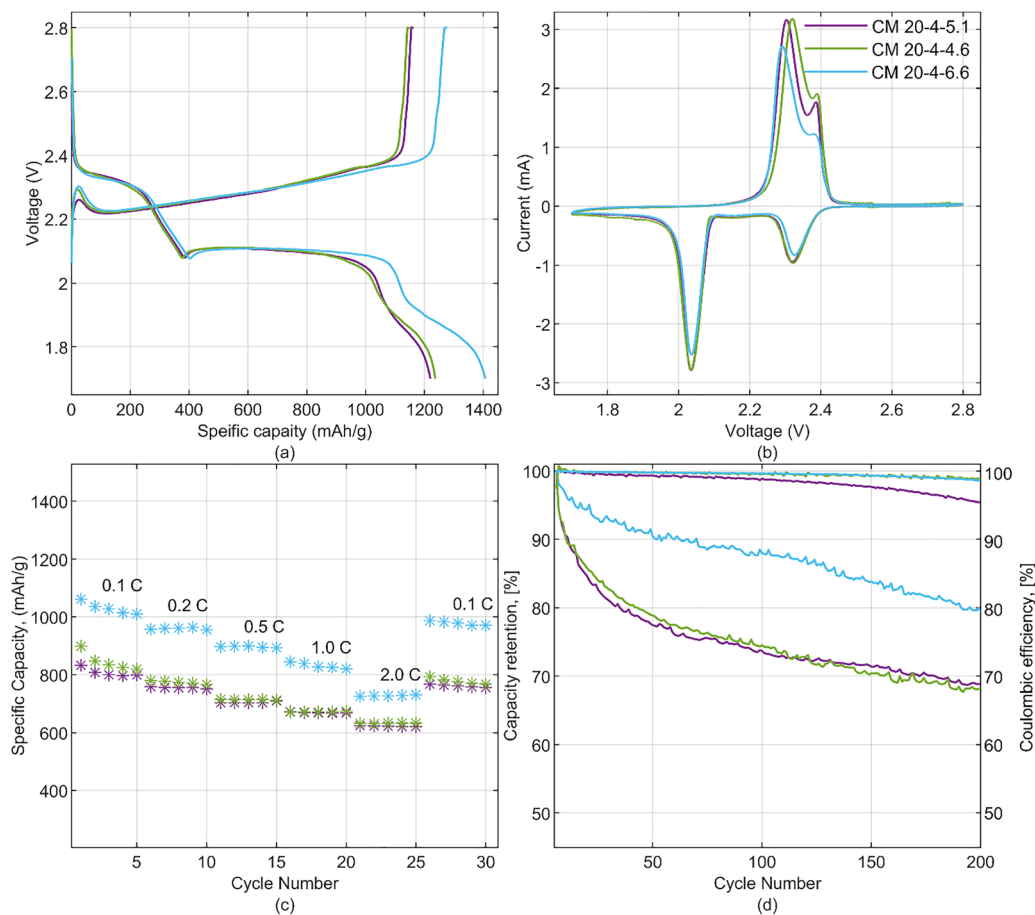 2.8
2.6
2.4
2.2
2
1.8
Voltage (V)
0
200
400
600
800
1000
1200
1400
Speific capaity (mAh/g)
(a)
CM 20-4-5.1
CM 20-4-4.6
CM 20-4-6.6
3
2
1
0
-1
-2
-3
Current (mA)
1.8
2
2.2
2.4
2.6
2.8
Voltage (V)
(b)
1400
1200
1000
800
600
400
Specific Capacity, (mAh/g)
0.1 C
0.2 C
0.5 C
1.0 C
2.0 C
0.1 C
5
10
15
20
25
30
Cycle Number
(c)
100
90
80
70
60
50
Capacity retention, [%]
100
90
80
70
60
50
Coulombic efficiency, [%]
50
100
150
200
Cycle Number
(d)